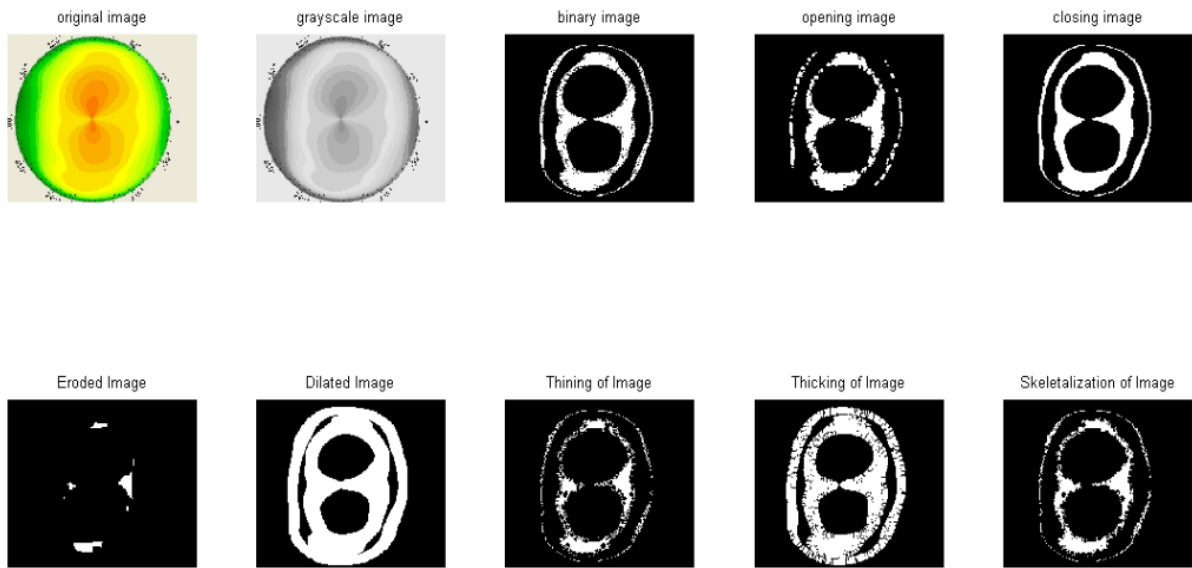 original image
grayscale image
binary image
opening image
closing image
Eroded Image
Dilated Image
Thining of Image
Thicking of Image
Skeletalization of Image